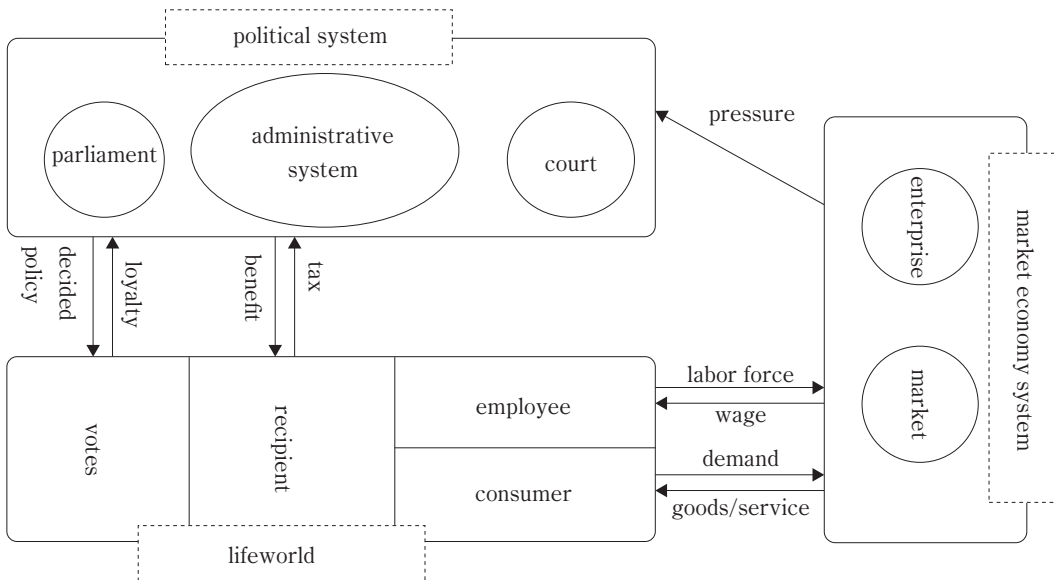 political system
parliament
administrative
system
court
pressure
enterprise
market
market economy system
decided
policy
loyalty
benefit
tax
votes
recipient
employee
consumer
lifeworld
labor force
wage
demand
goods/service